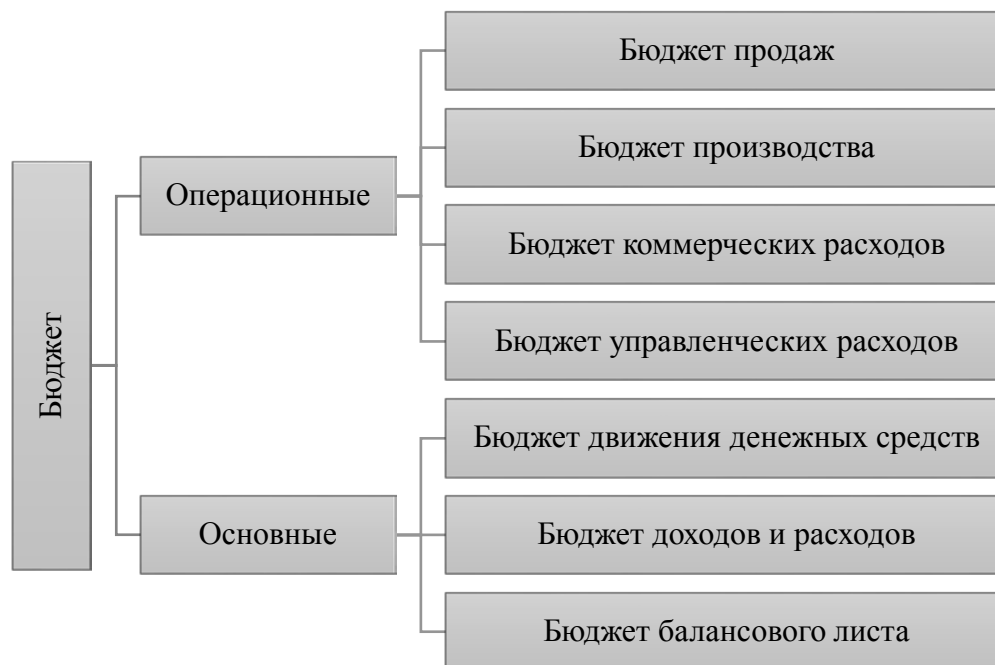 Бюджет
Операционные
Бюджет продаж
Бюджет производства
Бюджет коммерческих расходов
Бюджет управленческих расходов
Основные
Бюджет движения денежных средств
Бюджет доходов и расходов
Бюджет балансового листа